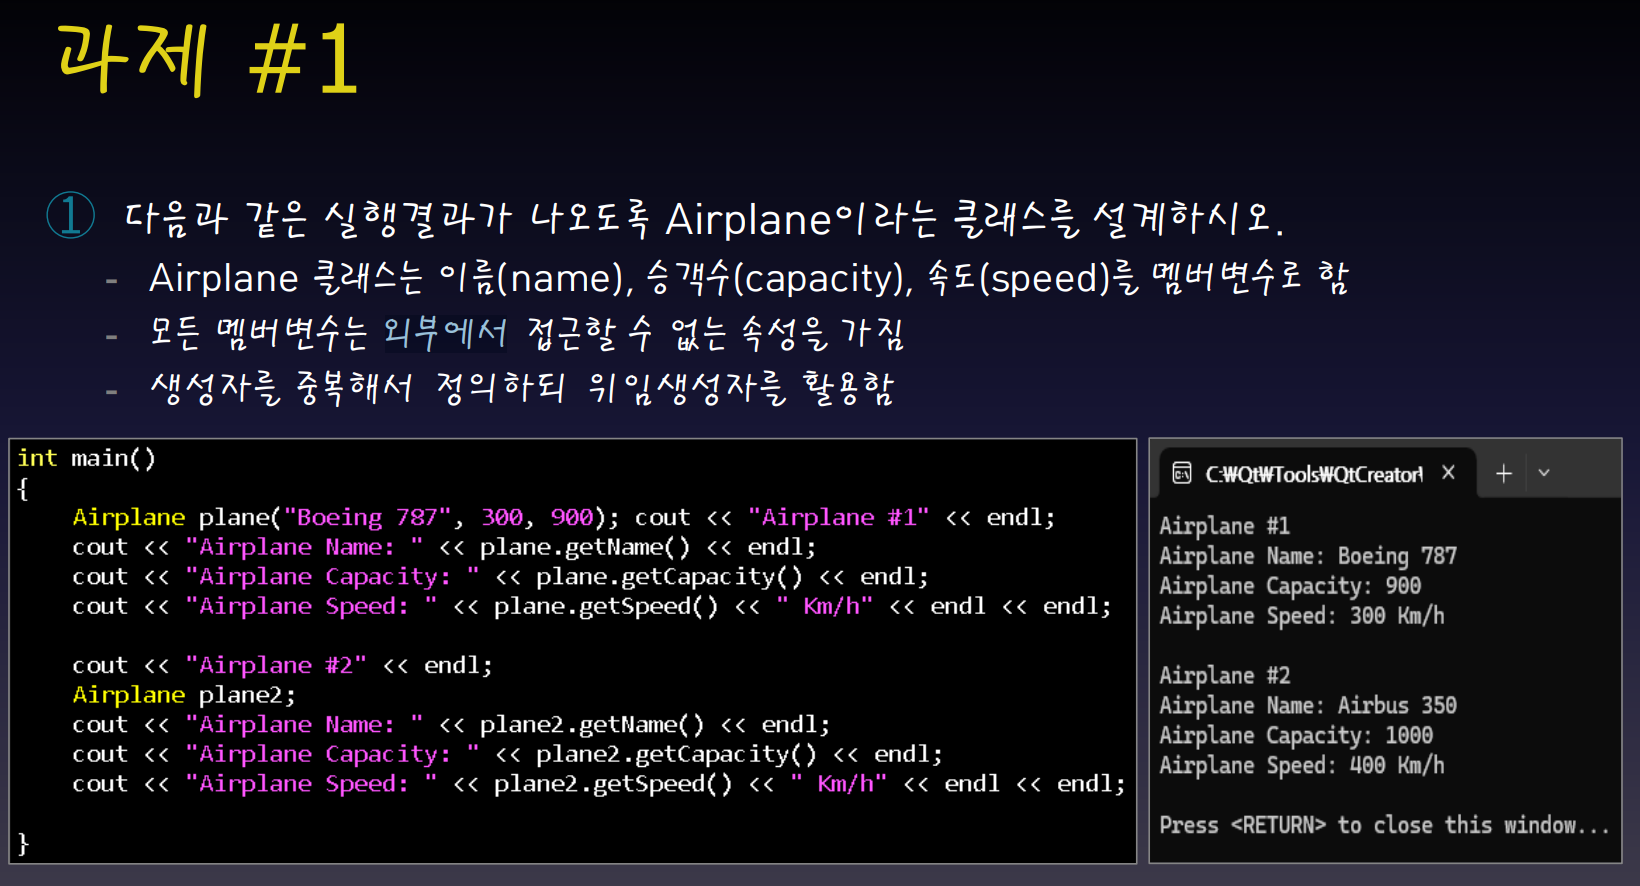 과제 #1
① 다음과 같은 실행결과가 나오도록 Airplane이라는 클래스를 설계하시오.
- Airplane 클래스는 이름(name), 승객수(capacity), 속도(speed)를 멤버변수로 함
- 모든 멤버변수는 외부에서 접근할 수 없는 속성을 가짐
- 생성자를 중복해서 정의하되 위임생성자를 활용함
int main()
{
    Airplane plane("Boeing 787", 300, 900); cout << "Airplane #1" << endl;
    cout << "Airplane Name: " << plane.getName() << endl;
    cout << "Airplane Capacity: " << plane.getCapacity() << endl;
    cout << "Airplane Speed: " << plane.getSpeed() << " Km/h" << endl << endl;
    cout << "Airplane #2" << endl;
    Airplane plane2;
    cout << "Airplane Name: " << plane2.getName() << endl;
    cout << "Airplane Capacity: " << plane2.getCapacity() << endl;
    cout << "Airplane Speed: " << plane2.getSpeed() << " Km/h" << endl << endl;
}
C:₩Qt₩Tools₩QtCreator₩
Airplane #1
Airplane Name: Boeing 787
Airplane Capacity: 900
Airplane Speed: 300 Km/h
Airplane #2
Airplane Name: Airbus 350
Airplane Capacity: 1000
Airplane Speed: 400 Km/h
Press <RETURN> to close this window...